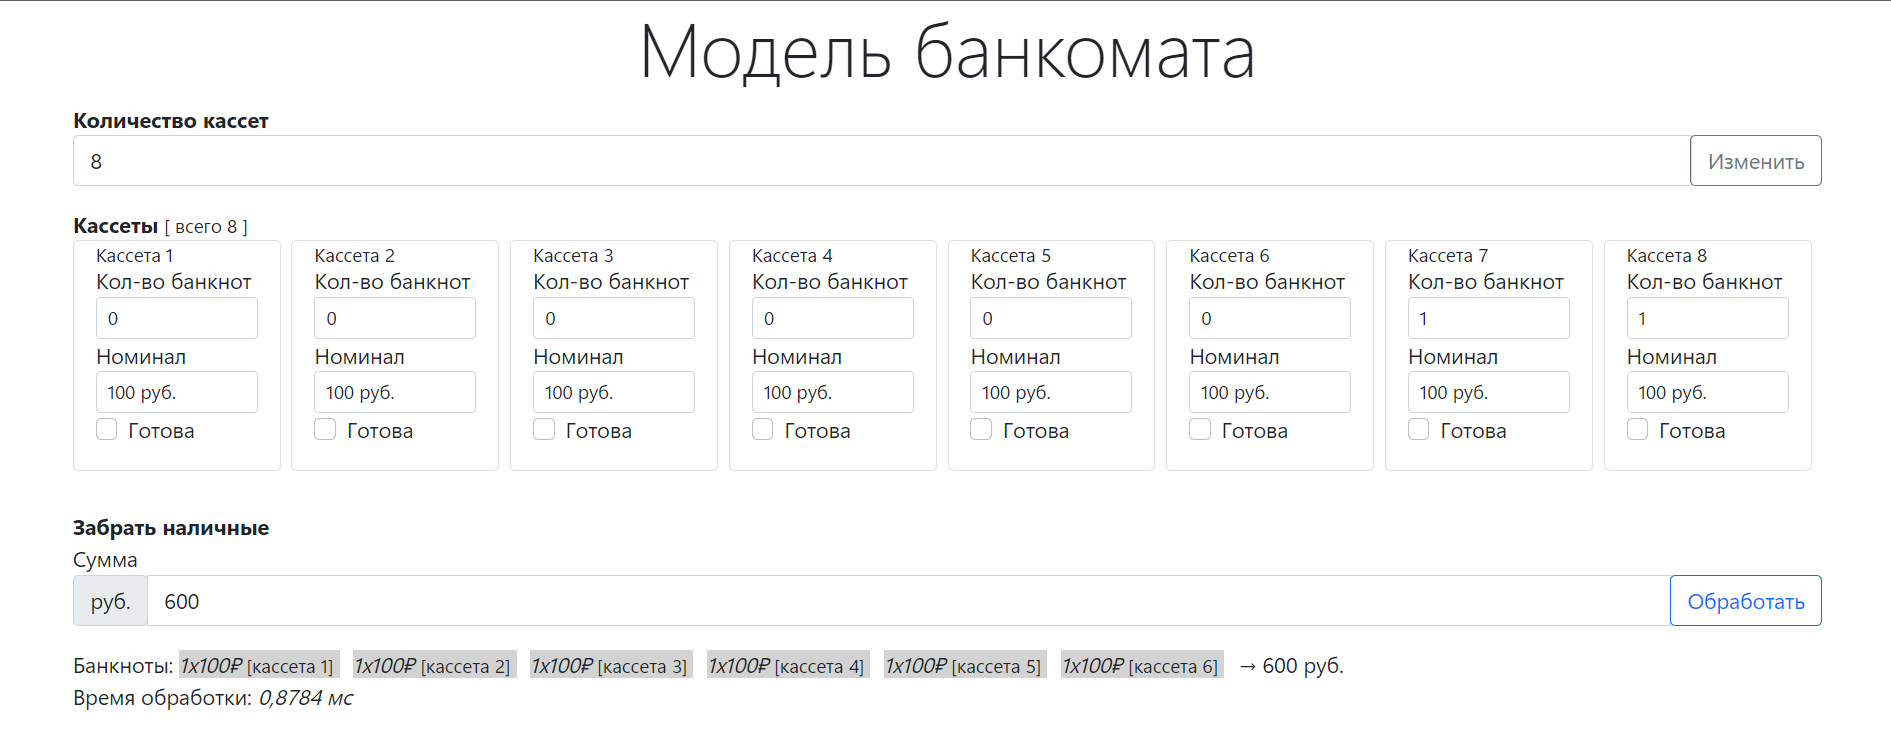 Модель банкомата
Количество кассет
8 Изменить
Кассеты [ всего 8 ]
Кассета 1
Кол-во банкнот
0
Номинал
100 руб.
Готова
Кассета 2
Кол-во банкнот
0
Номинал
100 руб.
Готова
Кассета 3
Кол-во банкнот
0
Номинал
100 руб.
Готова
Кассета 4
Кол-во банкнот
0
Номинал
100 руб.
Готова
Кассета 5
Кол-во банкнот
0
Номинал
100 руб.
Готова
Кассета 6
Кол-во банкнот
0
Номинал
100 руб.
Готова
Кассета 7
Кол-во банкнот
1
Номинал
100 руб.
Готова
Кассета 8
Кол-во банкнот
1
Номинал
100 руб.
Готова
Забрать наличные
Сумма
руб. 600 Обработать
Банкноты: 1x100₽ [кассета 1] 1x100₽ [кассета 2] 1x100₽ [кассета 3] 1x100₽ [кассета 4] 1x100₽ [кассета 5] 1x100₽ [кассета 6] → 600 руб.
Время обработки: 0,8784 мс